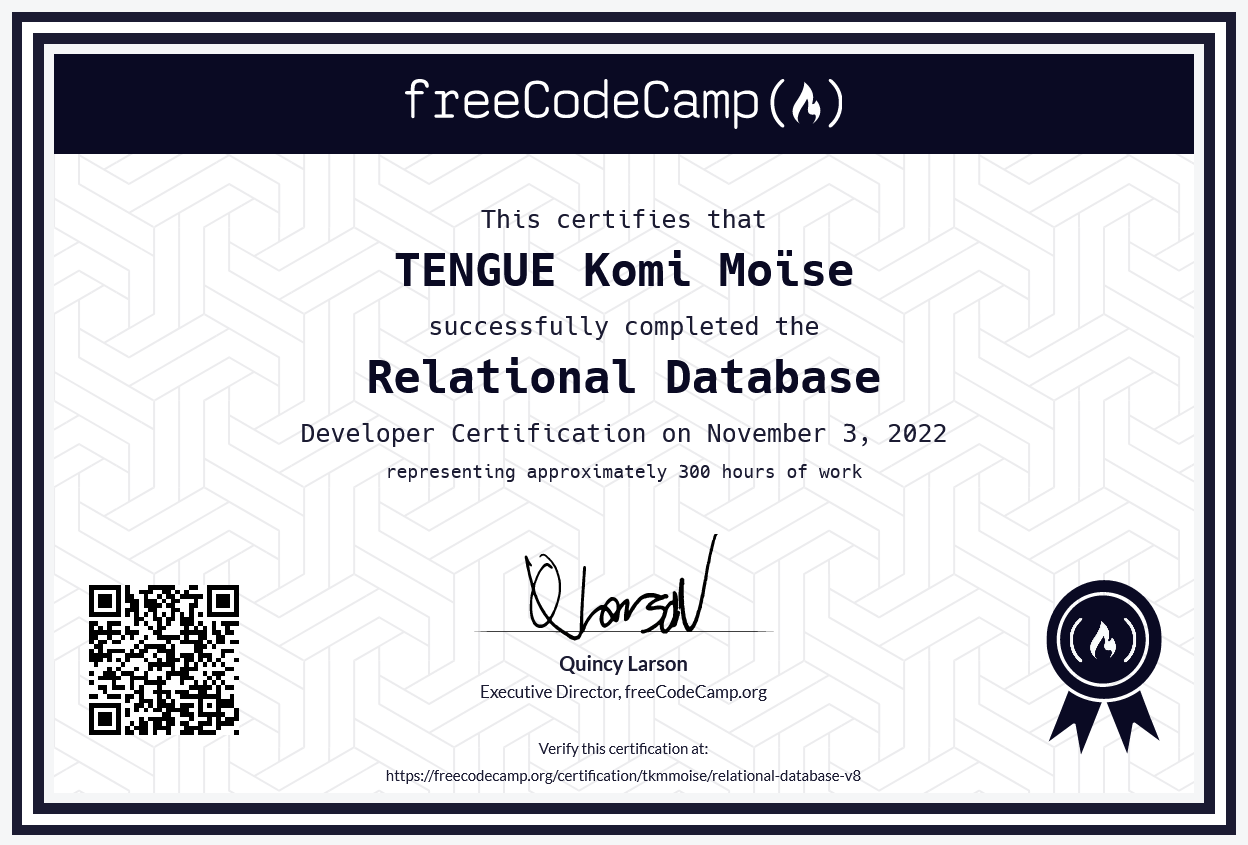 freeCodeCamp
This certifies that
TENGUE Komi Moïse
successfully completed the
Relational Database
Developer Certification on November 3, 2022
representing approximately 300 hours of work
Q Larson
Quincy Larson
Executive Director, freeCodeCamp.org
Verify this certification at:
https://freecodecamp.org/certification/tkmmoise/relational-database-v8